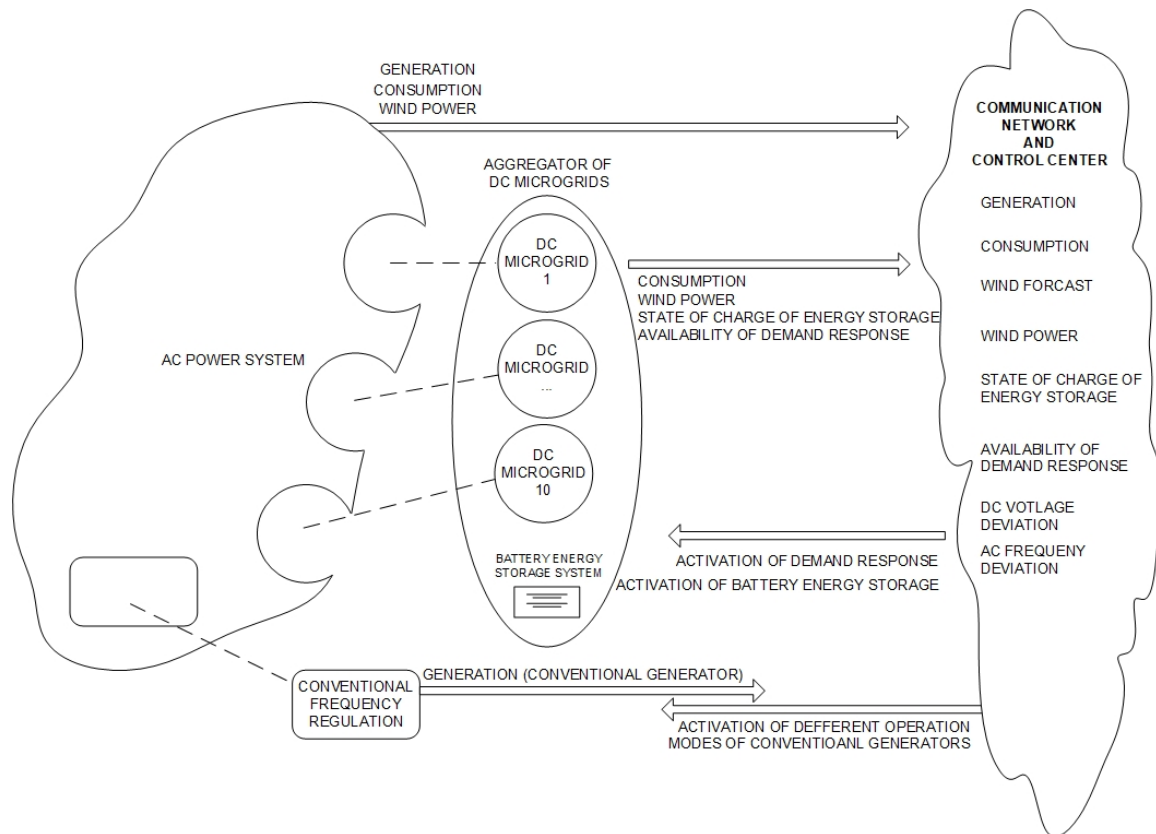 GENERATION
CONSUMPTION
WIND POWER
AGGREGATOR OF
DC MICROGRIDS
DC
MICROGRID
1
DC
MICROGRID
...
DC
MICROGRID
10
BATTERY ENERGY
STORAGE SYSTEM
AC POWER SYSTEM
CONSUMPTION
WIND POWER
STATE OF CHARGE OF ENERGY STORAGE
AVAILABILITY OF DEMAND RESPONSE
ACTIVATION OF DEMAND RESPONSE
ACTIVATION OF BATTERY ENERGY STORAGE
CONVENTIONAL
FREQUENCY
REGULATION
GENERATION (CONVENTIONAL GENERATOR)
ACTIVATION OF DEFFERENT OPERATION
MODES OF CONVENTIOANL GENERATORS
COMMUNICATION
NETWORK
AND
CONTROL CENTER
GENERATION
CONSUMPTION
WIND FORCAST
WIND POWER
STATE OF CHARGE OF
ENERGY STORAGE
AVAILABILITY OF
DEMAND RESPONSE
DC VOTLAGE
DEVIATION
AC FREQUENY
DEVIATION